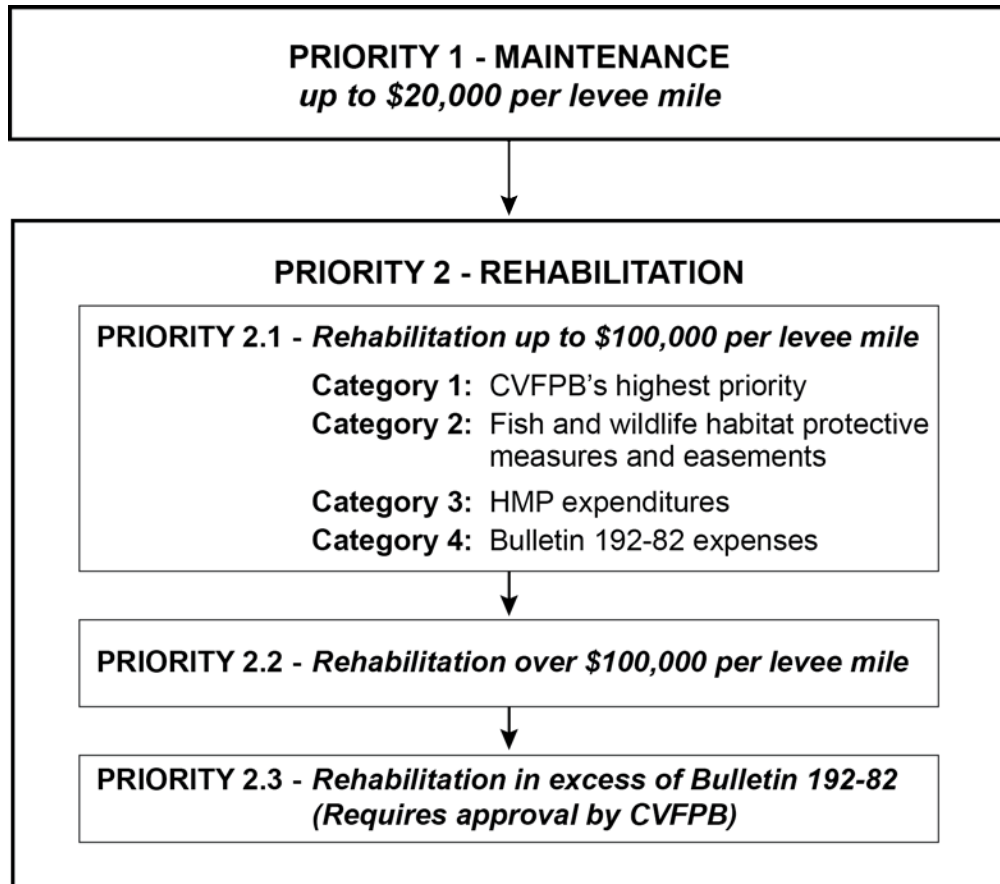 PRIORITY 1 - MAINTENANCE
up to $20,000 per levee mile
PRIORITY 2 - REHABILITATION
PRIORITY 2.1 - Rehabilitation up to $100,000 per levee mile
Category 1: CVFPB’s highest priority
Category 2: Fish and wildlife habitat protective
measures and easements
Category 3: HMP expenditures
Category 4: Bulletin 192-82 expenses
PRIORITY 2.2 - Rehabilitation over $100,000 per levee mile
PRIORITY 2.3 - Rehabilitation in excess of Bulletin 192-82
(Requires approval by CVFPB)